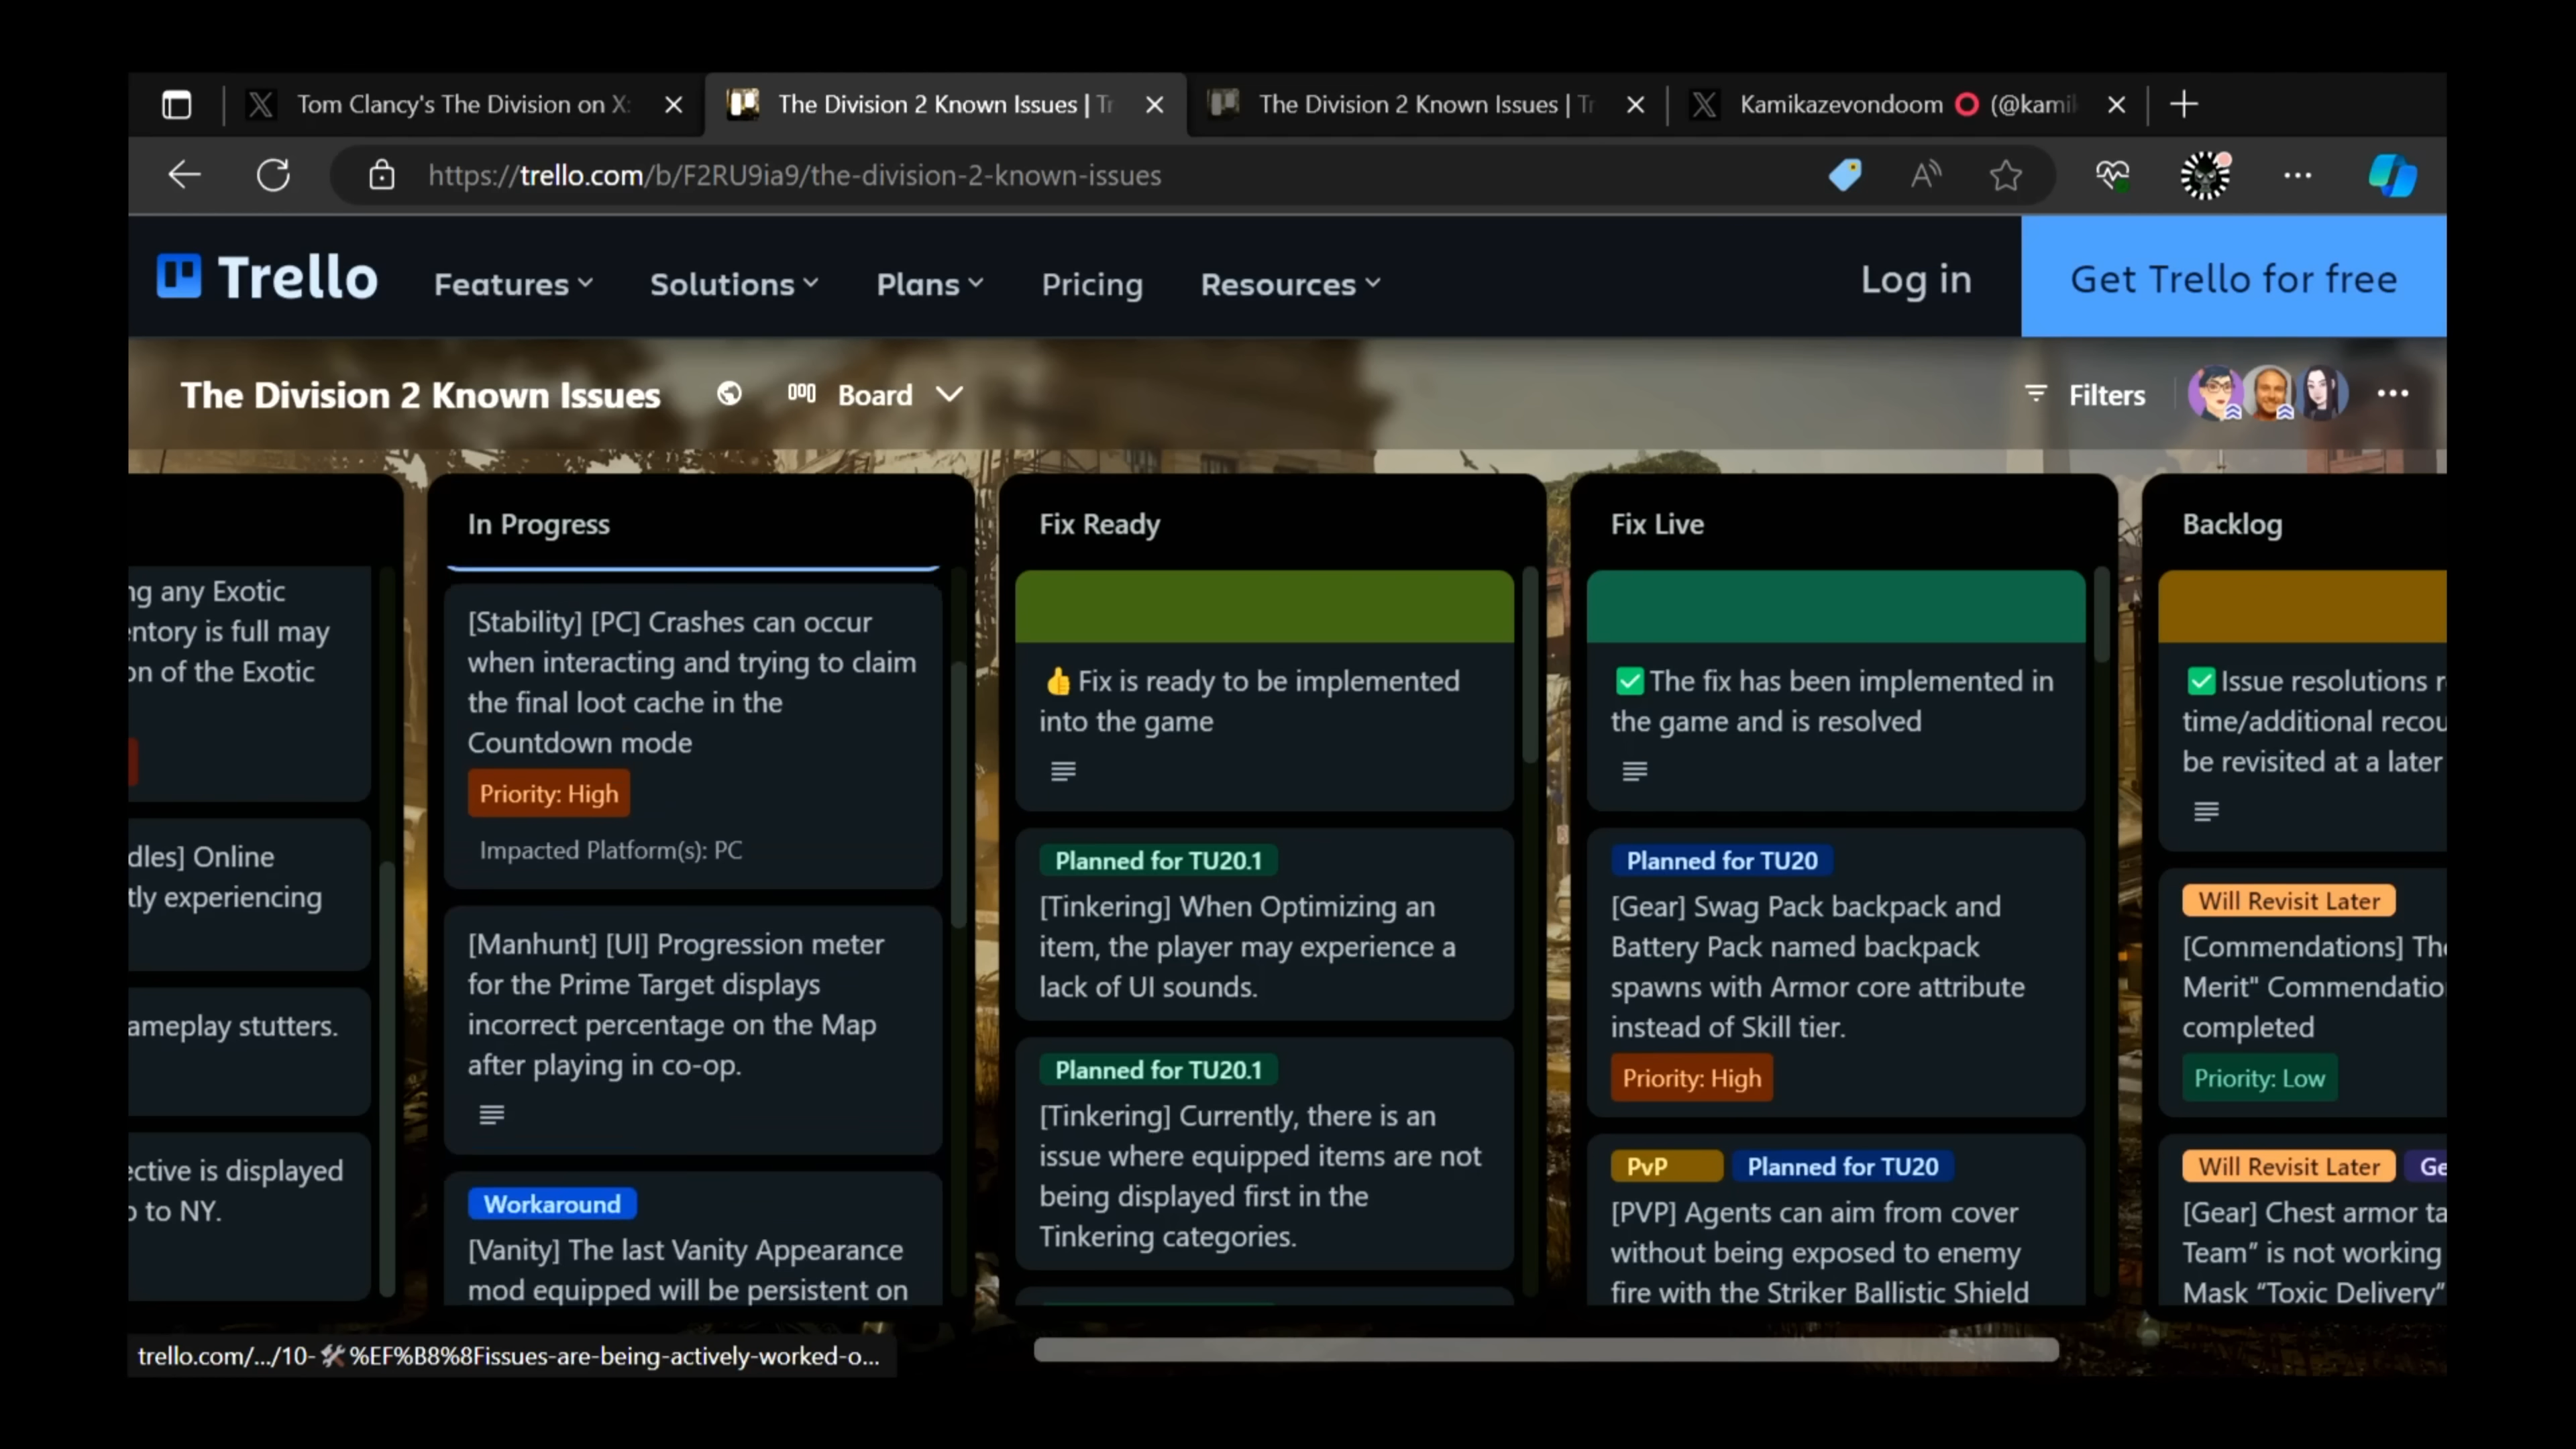 Tom Clancy's The Division on X:
The Division 2 Known Issues | Tr
The Division 2 Known Issues | Tr
Kamikazevondoom ⭕ (@kamik
https://trello.com/b/F2RU9ia9/the-division-2-known-issues
Trello
Features
Solutions
Plans
Pricing
Resources
Log in
Get Trello for free
The Division 2 Known Issues
Board
Filters
ng any Exotic
entory is full may
on of the Exotic
dles] Online
tly experiencing
ameplay stutters.
ective is displayed
o to NY.
In Progress
[Stability] [PC] Crashes can occur
when interacting and trying to claim
the final loot cache in the
Countdown mode
Priority: High
Impacted Platform(s): PC
[Manhunt] [UI] Progression meter
for the Prime Target displays
incorrect percentage on the Map
after playing in co-op.
Workaround
[Vanity] The last Vanity Appearance
mod equipped will be persistent on
Fix Ready
👍 Fix is ready to be implemented
into the game
Planned for TU20.1
[Tinkering] When Optimizing an
item, the player may experience a
lack of UI sounds.
Planned for TU20.1
[Tinkering] Currently, there is an
issue where equipped items are not
being displayed first in the
Tinkering categories.
Fix Live
✅ The fix has been implemented in
the game and is resolved
Planned for TU20
[Gear] Swag Pack backpack and
Battery Pack named backpack
spawns with Armor core attribute
instead of Skill tier.
Priority: High
PvP Planned for TU20
[PVP] Agents can aim from cover
without being exposed to enemy
fire with the Striker Ballistic Shield
Backlog
✅ Issue resolutions r
time/additional recou
be revisited at a later
Will Revisit Later
[Commendations] The
Merit" Commendatio
completed
Priority: Low
Will Revisit Later Ge
[Gear] Chest armor ta
Team” is not working
Mask “Toxic Delivery”
trello.com/.../10-🛠%EF%B8%8Fissues-are-being-actively-worked-o...